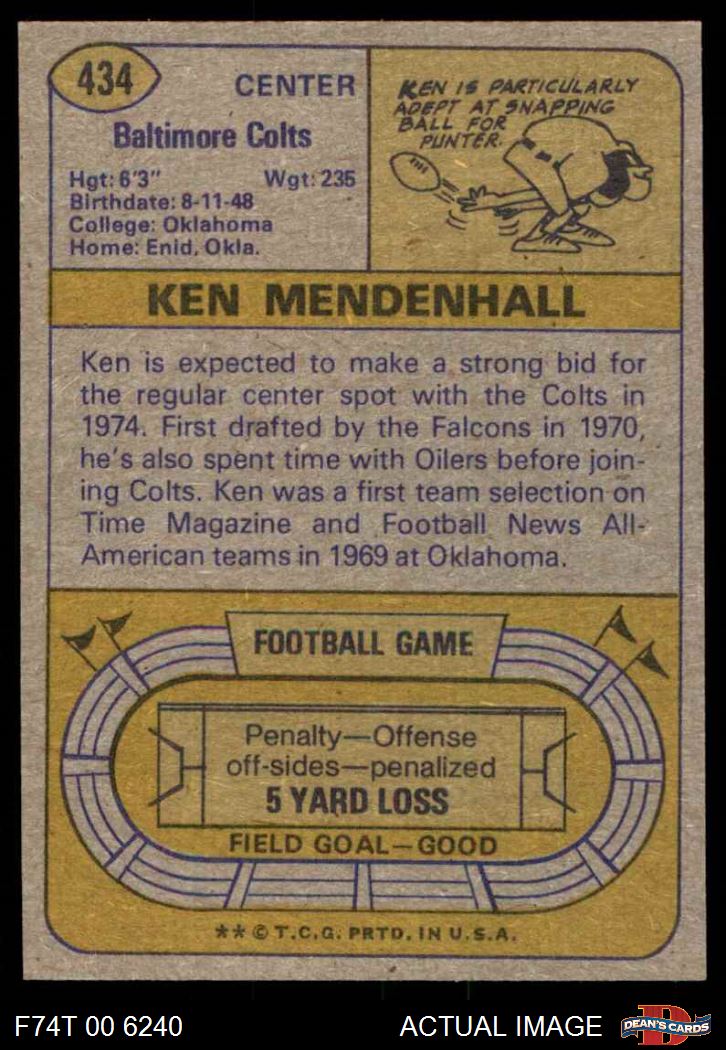 434
CENTER
Baltimore Colts
Hgt: 6'3" Wgt: 235
Birthdate: 8-11-48
College: Oklahoma
Home: Enid, Okla.
KEN IS PARTICULARLY
ADEPT AT SNAPPING
BALL FOR
PUNTER.
KEN MENDENHALL
Ken is expected to make a strong bid for
the regular center spot with the Colts in
1974. First drafted by the Falcons in 1970,
he's also spent time with Oilers before join-
ing Colts. Ken was a first team selection on
Time Magazine and Football News All-
American teams in 1969 at Oklahoma.
FOOTBALL GAME
Penalty—Offense
off-sides—penalized
5 YARD LOSS
FIELD GOAL—GOOD
** © T.C.G. PRTD. IN U.S.A.
F74T 00 6240 ACTUAL IMAGE
D
DEAN'S CARDS